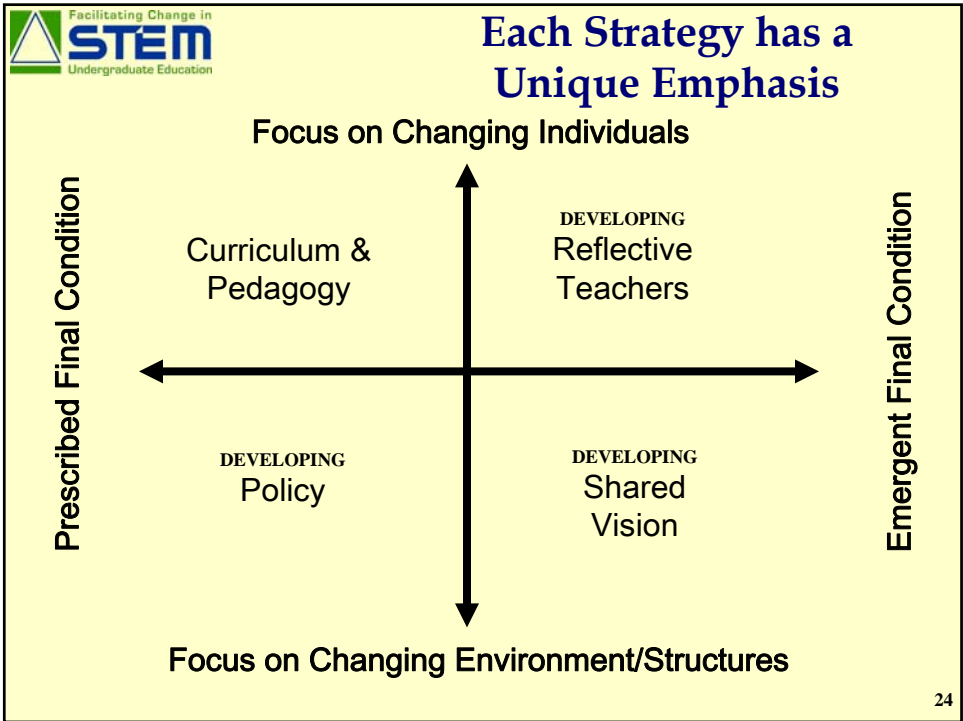 Facilitating Change in
STEM
Undergraduate Education
Each Strategy has a
Unique Emphasis
Focus on Changing Individuals
Prescribed Final Condition
Curriculum &
Pedagogy
DEVELOPING
Reflective
Teachers
Emergent Final Condition
DEVELOPING
Policy
DEVELOPING
Shared
Vision
Focus on Changing Environment/Structures
24